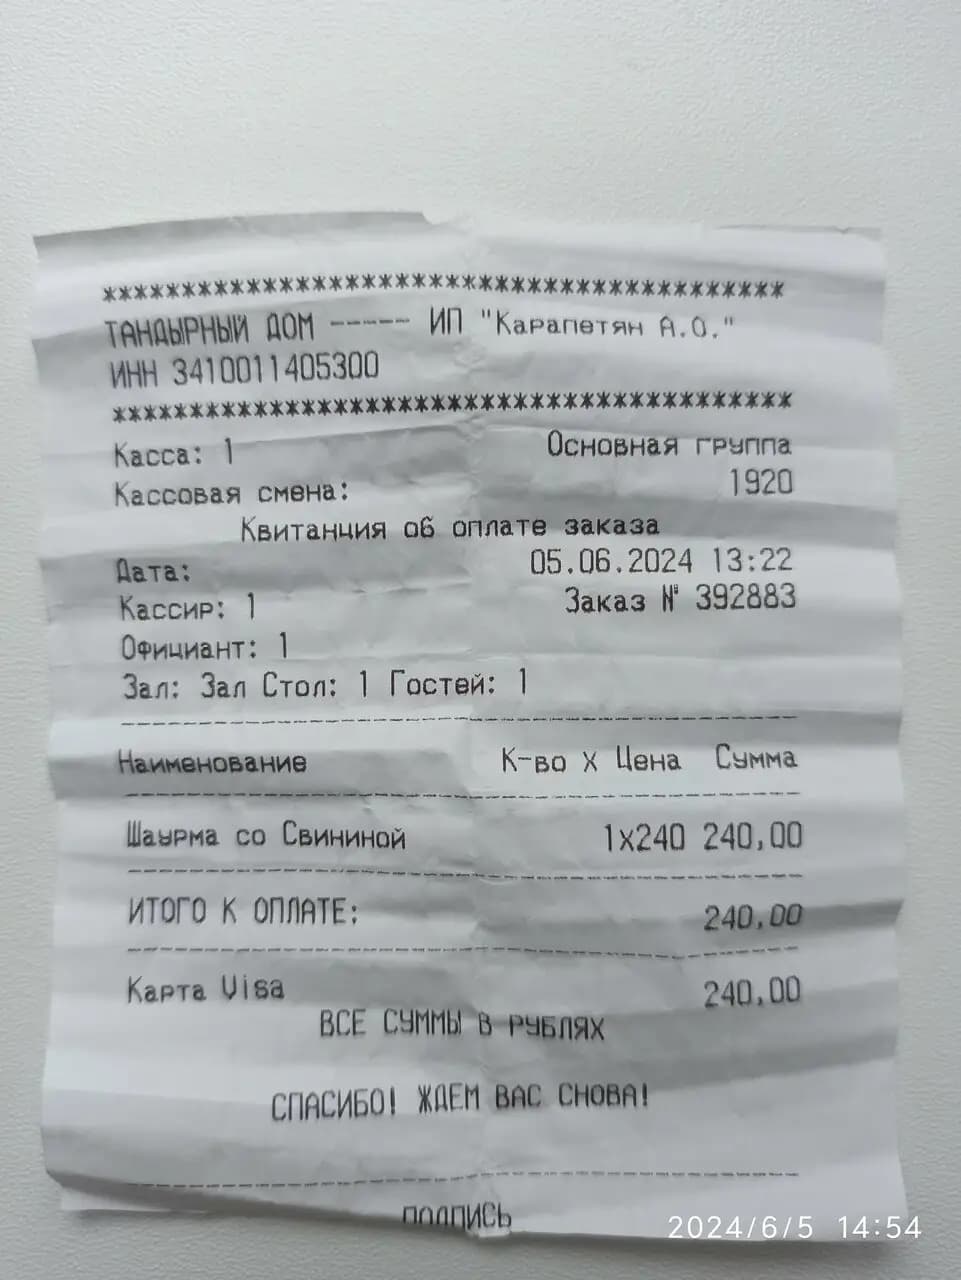 ******************************************
ТАНДЫРНЫЙ ДОМ ----- ИП "Карапетян А.О."
ИНН 3410011405300
******************************************
Касса: 1 Основная группа
Кассовая смена: 1920
Квитанция об оплате заказа
Дата: 05.06.2024 13:22
Кассир: 1 Заказ № 392883
Официант: 1
Зал: Зал Стол: 1 Гостей: 1
Наименование К-во х Цена Сумма
Шаурма со Свининой 1х240 240,00
ИТОГО К ОПЛАТЕ: 240,00
Карта Visa 240,00
ВСЕ СУММЫ В РУБЛЯХ
СПАСИБО! ЖДЕМ ВАС СНОВА!
ПОДПИСЬ
2024/6/5 14:54